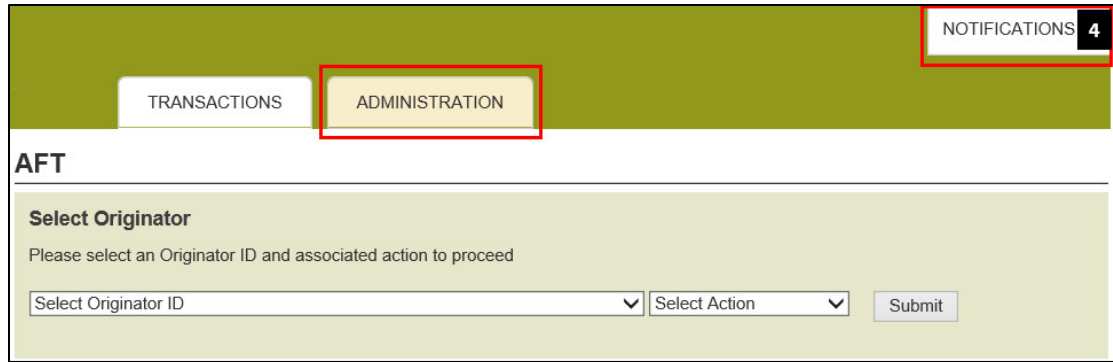 NOTIFICATIONS 4
TRANSACTIONS ADMINISTRATION
AFT
Select Originator
Please select an Originator ID and associated action to proceed
Select Originator ID Select Action Submit